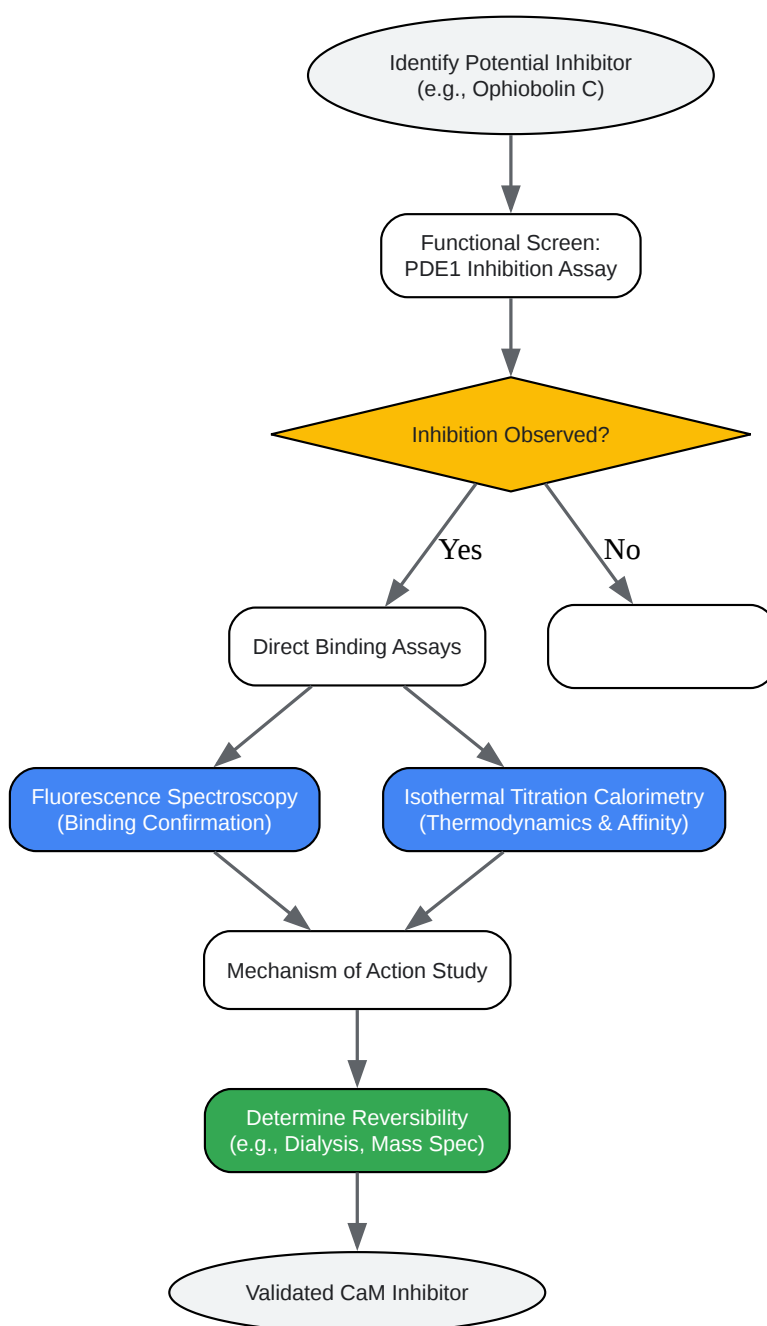 Identify Potential Inhibitor
(e.g., Ophiobolin C)
Functional Screen:
PDE1 Inhibition Assay
Inhibition Observed?
Yes
No
Direct Binding Assays
Fluorescence Spectroscopy
(Binding Confirmation)
Isothermal Titration Calorimetry
(Thermodynamics & Affinity)
Mechanism of Action Study
Determine Reversibility
(e.g., Dialysis, Mass Spec)
Validated CaM Inhibitor